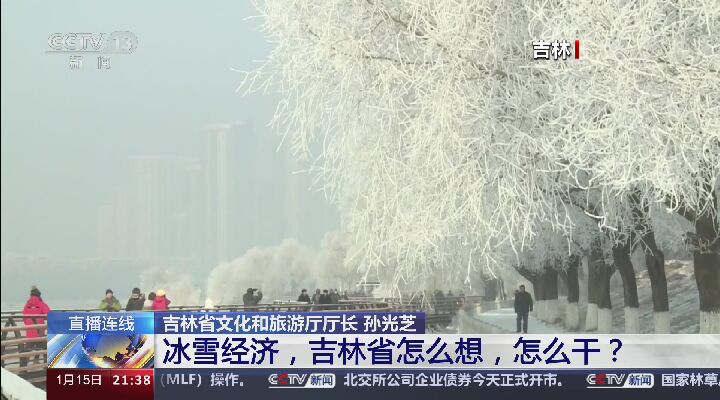 CCTV 13
新闻
吉林
直播连线
吉林省文化和旅游厅厅长 孙光芝
冰雪经济，吉林省怎么想，怎么干？
1月15日 21:38
(MLF) 操作。 CCTV 新闻 北交所公司企业债券今天正式开市。 CCTV 新闻 国家林草